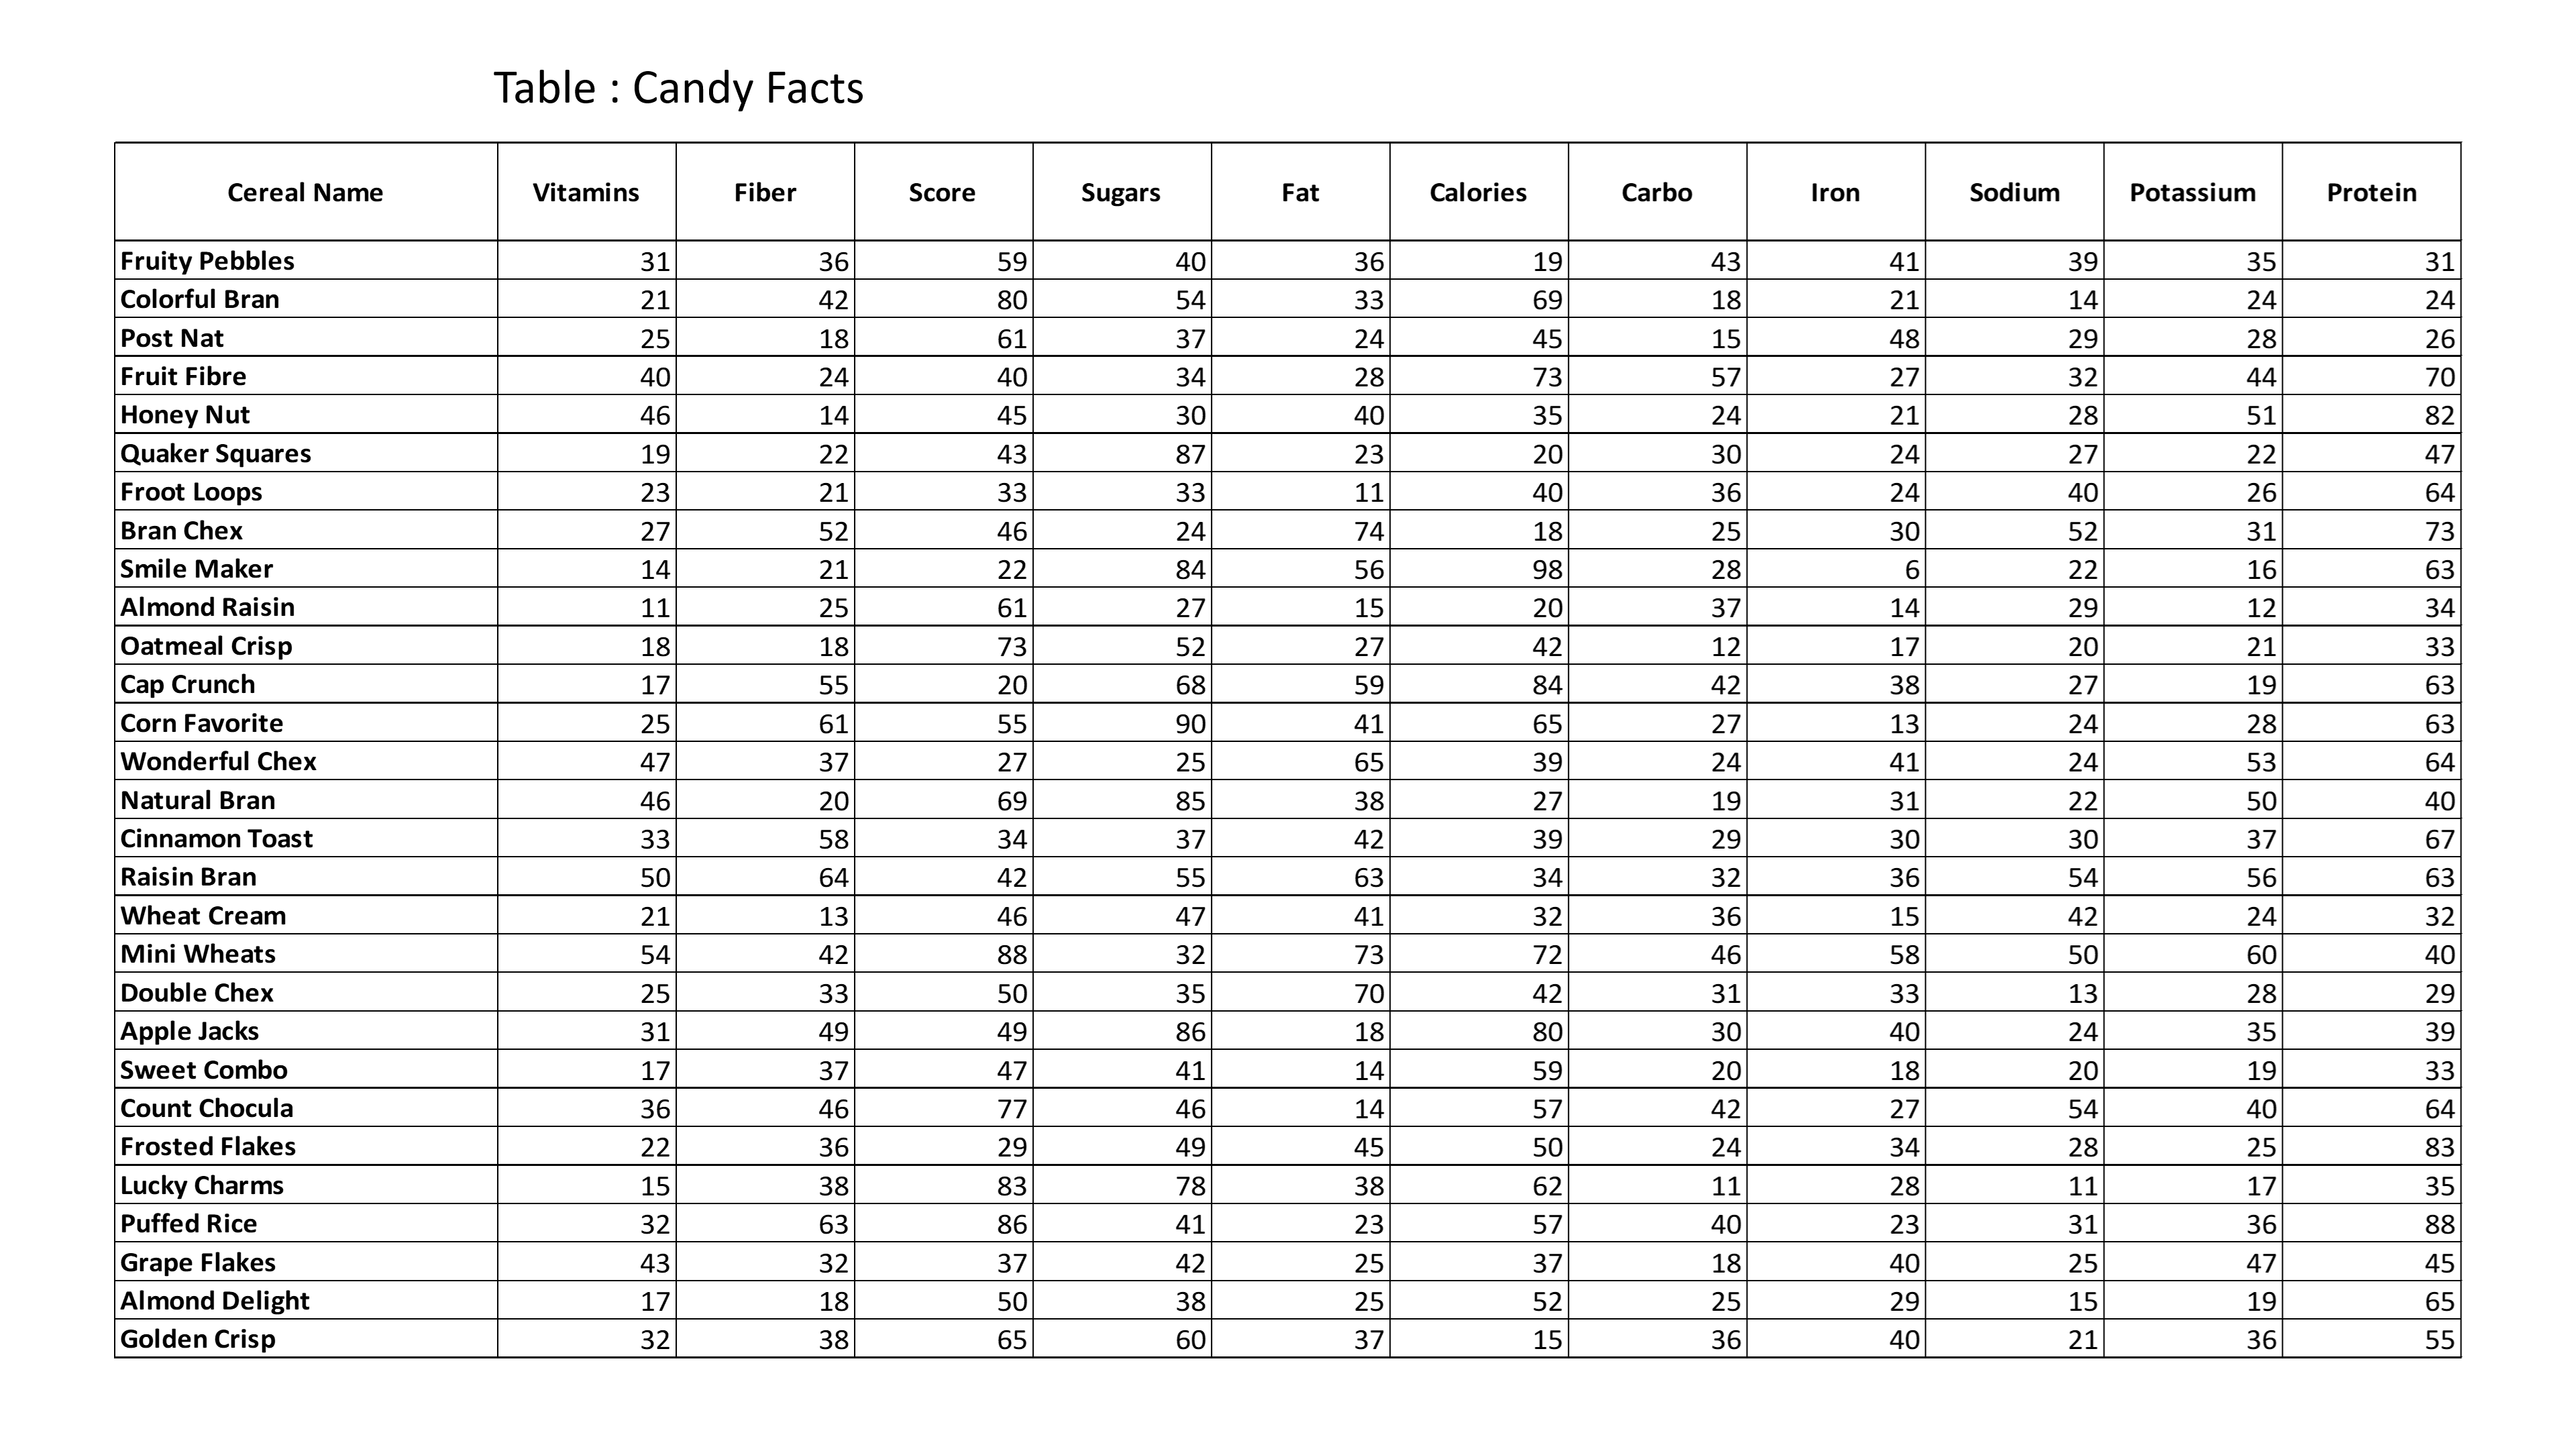 Table : Candy Facts
Cereal Name Vitamins Fiber Score Sugars Fat Calories Carbo Iron Sodium Potassium Protein
Fruity Pebbles 31 36 59 40 36 19 43 41 39 35 31
Colorful Bran 21 42 80 54 33 69 18 21 14 24 24
Post Nat 25 18 61 37 24 45 15 48 29 28 26
Fruit Fibre 40 24 40 34 28 73 57 27 32 44 70
Honey Nut 46 14 45 30 40 35 24 21 28 51 82
Quaker Squares 19 22 43 87 23 20 30 24 27 22 47
Froot Loops 23 21 33 33 11 40 36 24 40 26 64
Bran Chex 27 52 46 24 74 18 25 30 52 31 73
Smile Maker 14 21 22 84 56 98 28 6 22 16 63
Almond Raisin 11 25 61 27 15 20 37 14 29 12 34
Oatmeal Crisp 18 18 73 52 27 42 12 17 20 21 33
Cap Crunch 17 55 20 68 59 84 42 38 27 19 63
Corn Favorite 25 61 55 90 41 65 27 13 24 28 63
Wonderful Chex 47 37 27 25 65 39 24 41 24 53 64
Natural Bran 46 20 69 85 38 27 19 31 22 50 40
Cinnamon Toast 33 58 34 37 42 39 29 30 30 37 67
Raisin Bran 50 64 42 55 63 34 32 36 54 56 63
Wheat Cream 21 13 46 47 41 32 36 15 42 24 32
Mini Wheats 54 42 88 32 73 72 46 58 50 60 40
Double Chex 25 33 50 35 70 42 31 33 13 28 29
Apple Jacks 31 49 49 86 18 80 30 40 24 35 39
Sweet Combo 17 37 47 41 14 59 20 18 20 19 33
Count Chocula 36 46 77 46 14 57 42 27 54 40 64
Frosted Flakes 22 36 29 49 45 50 24 34 28 25 83
Lucky Charms 15 38 83 78 38 62 11 28 11 17 35
Puffed Rice 32 63 86 41 23 57 40 23 31 36 88
Grape Flakes 43 32 37 42 25 37 18 40 25 47 45
Almond Delight 17 18 50 38 25 52 25 29 15 19 65
Golden Crisp 32 38 65 60 37 15 36 40 21 36 55